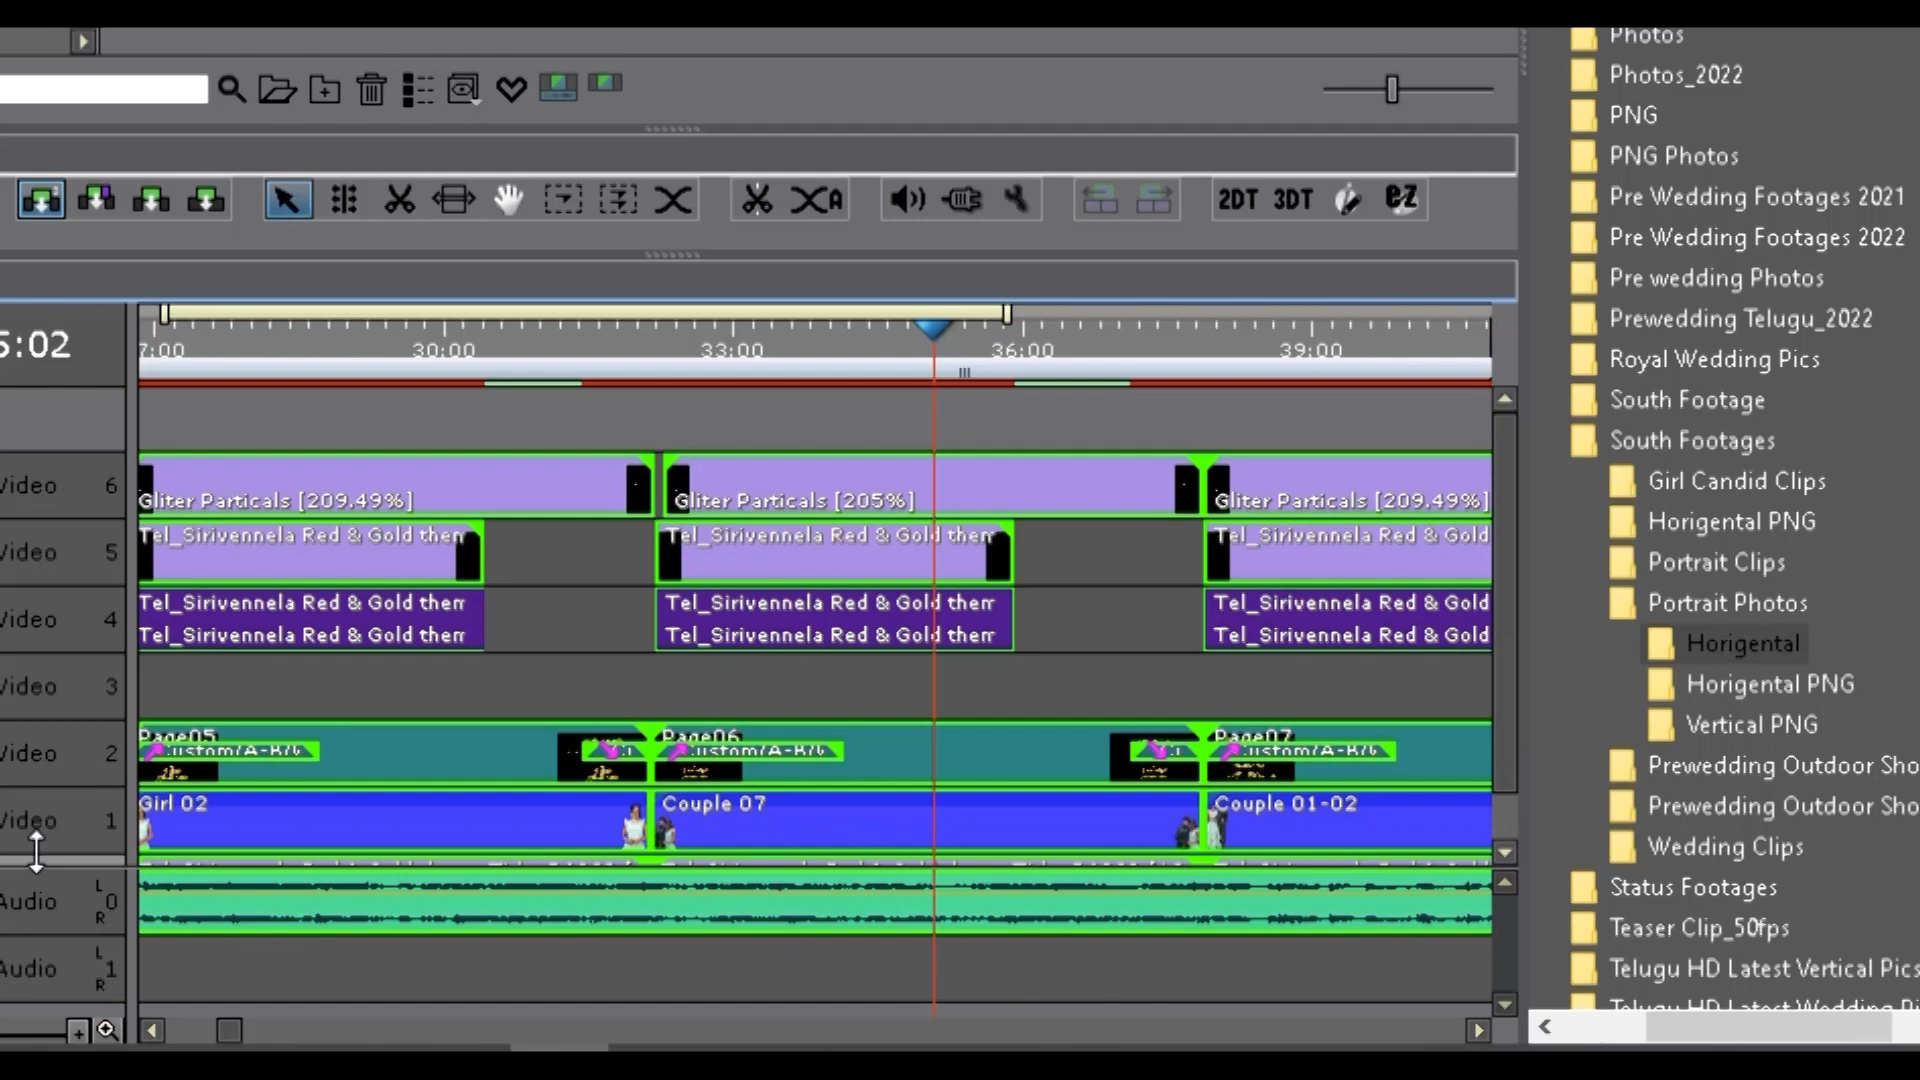 Photos
Photos_2022
PNG
PNG Photos
Pre Wedding Footages 2021
2DT 3DT eZ
Pre Wedding Footages 2022
Pre wedding Photos
Prewedding Telugu_2022
5:02
7:00 30:00 33:00 36:00 39:00
Royal Wedding Pics
South Footage
South Footages
Video 6
Gliter Particals [209.49%] Gliter Particals [205%] Gliter Particals [209.49%]
Girl Candid Clips
Horigental PNG
Video 5
Tel_Sirivennela Red & Gold them Tel_Sirivennela Red & Gold them Tel_Sirivennela Red & Gold
Portrait Clips
Portrait Photos
Video 4
Tel_Sirivennela Red & Gold them Tel_Sirivennela Red & Gold them Tel_Sirivennela Red & Gold
Tel_Sirivennela Red & Gold them Tel_Sirivennela Red & Gold them Tel_Sirivennela Red & Gold
Horigental
Video 3
Horigental PNG
Vertical PNG
Video 2
Page05 Page06 Page07
Prewedding Outdoor Sho
Prewedding Outdoor Sho
Video 1
Girl 02 Couple 07 Couple 01-02
Wedding Clips
Status Footages
Audio L R 0
Teaser Clip_50fps
Audio L R 1
Telugu HD Latest Vertical Pics
Telugu HD Latest Wedding Pi